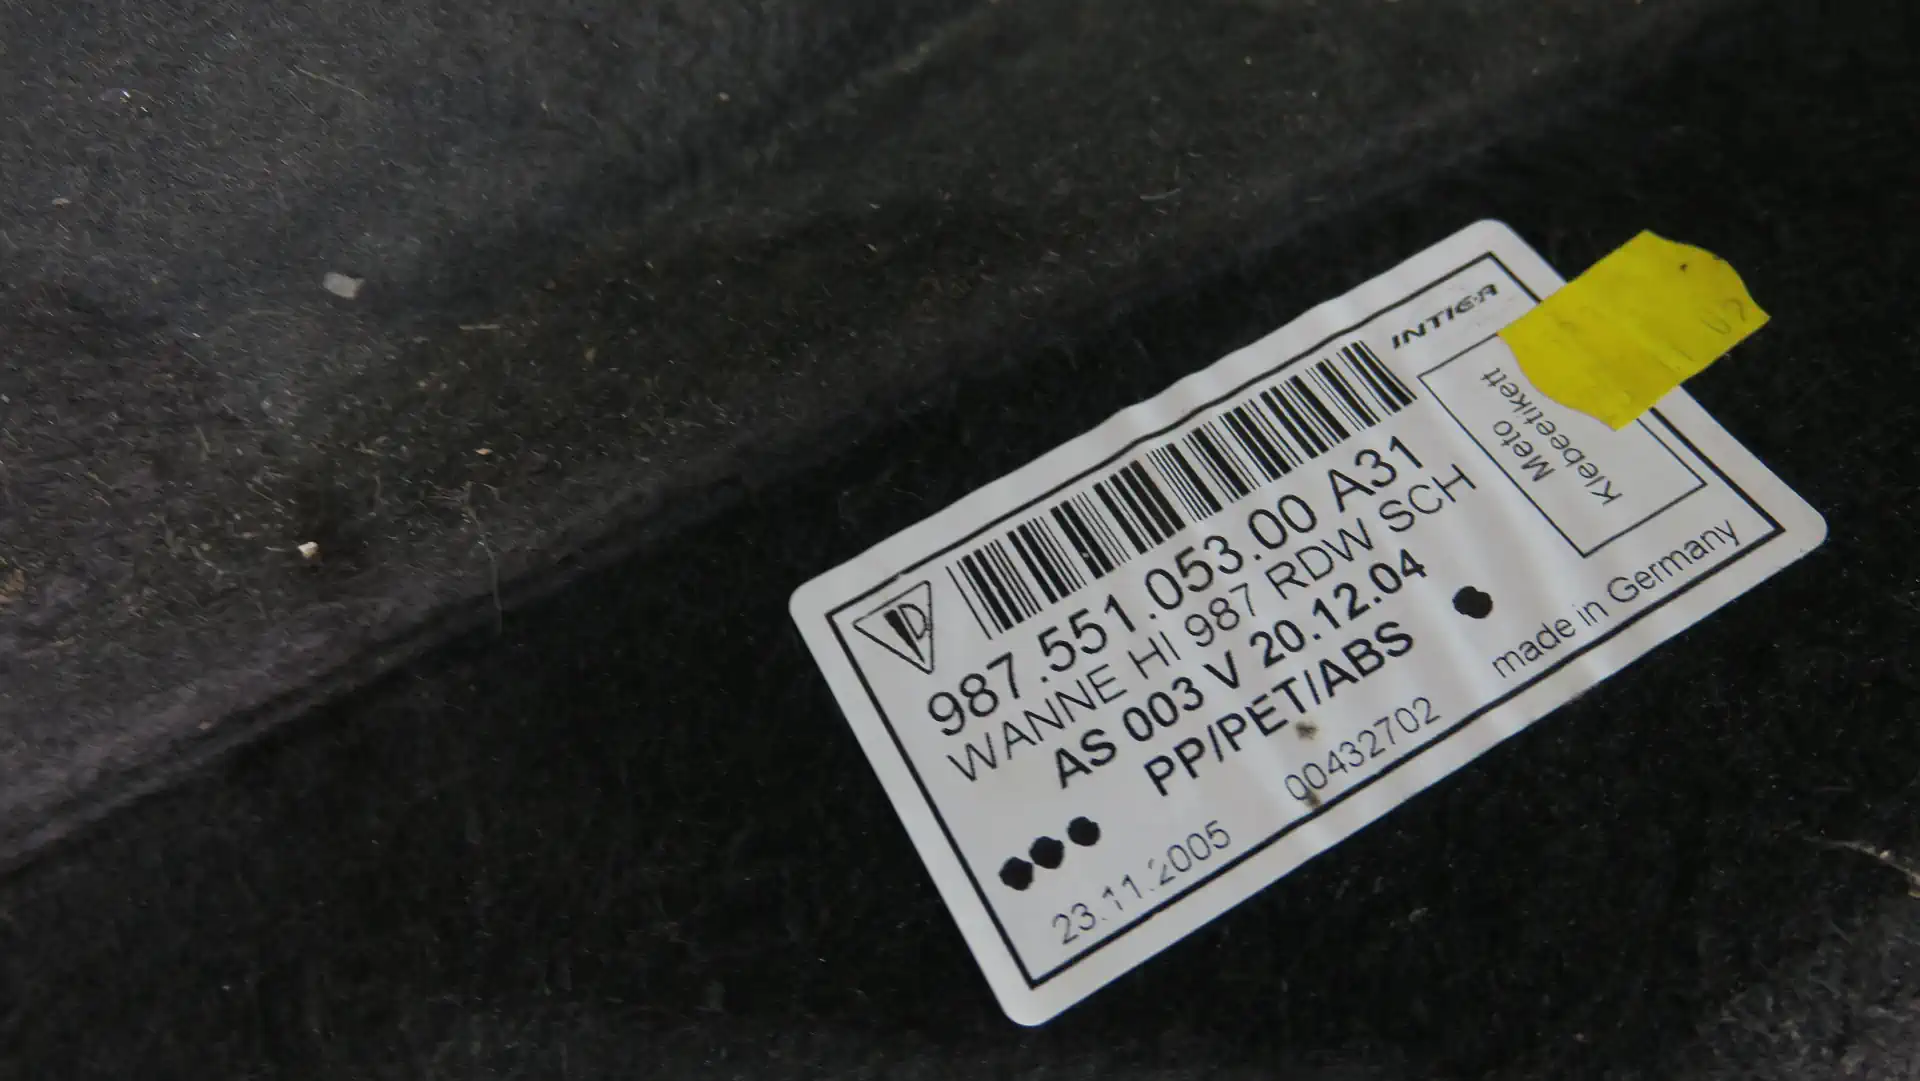 INTIER
987.551.053.00 A31
WANNE HI 987 RDW SCH
AS 003 V 20.12.04
PP/PET/ABS
23.11.2005
00432702
made in Germany
Meto
Klebeetikett